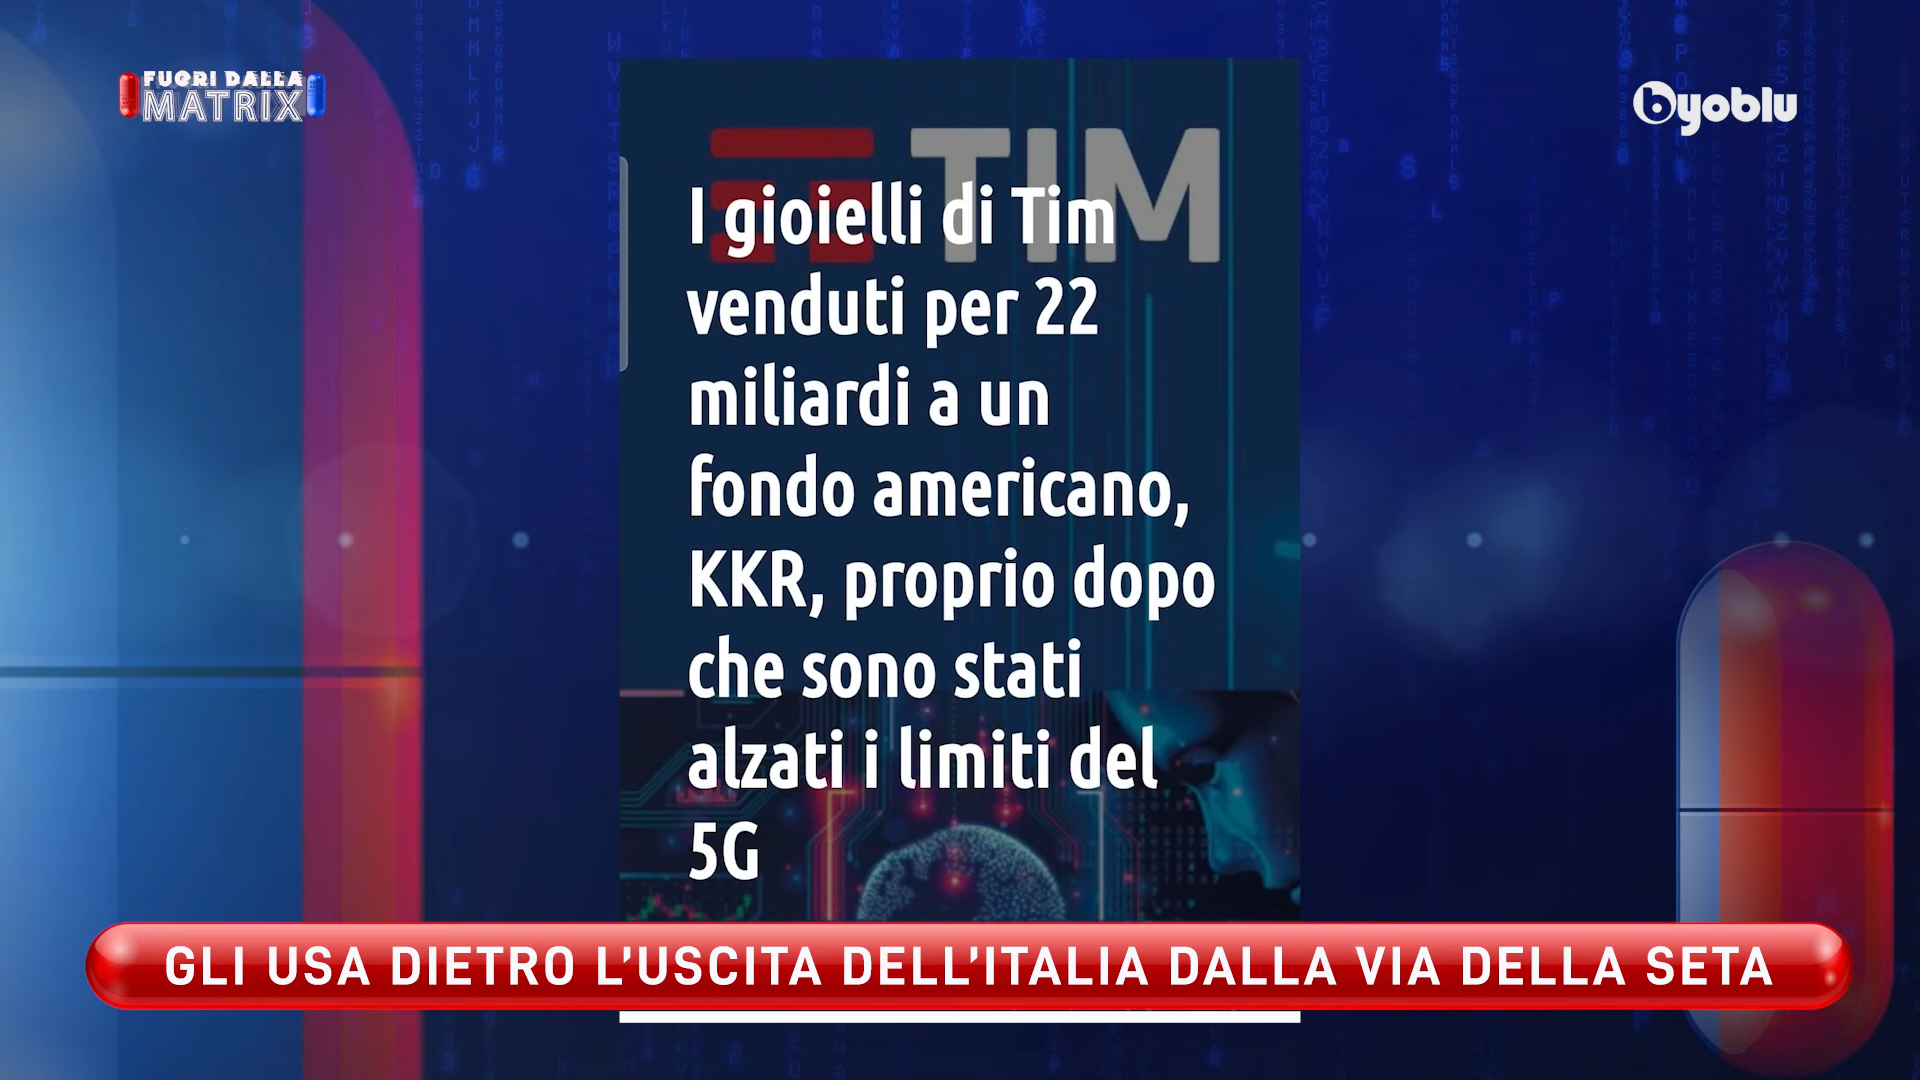 FUORI DALLA
MATRIX
byoblu
TIM
I gioielli di Tim
venduti per 22
miliardi a un
fondo americano,
KKR, proprio dopo
che sono stati
alzati i limiti del
5G
GLI USA DIETRO L'USCITA DELL'ITALIA DALLA VIA DELLA SETA